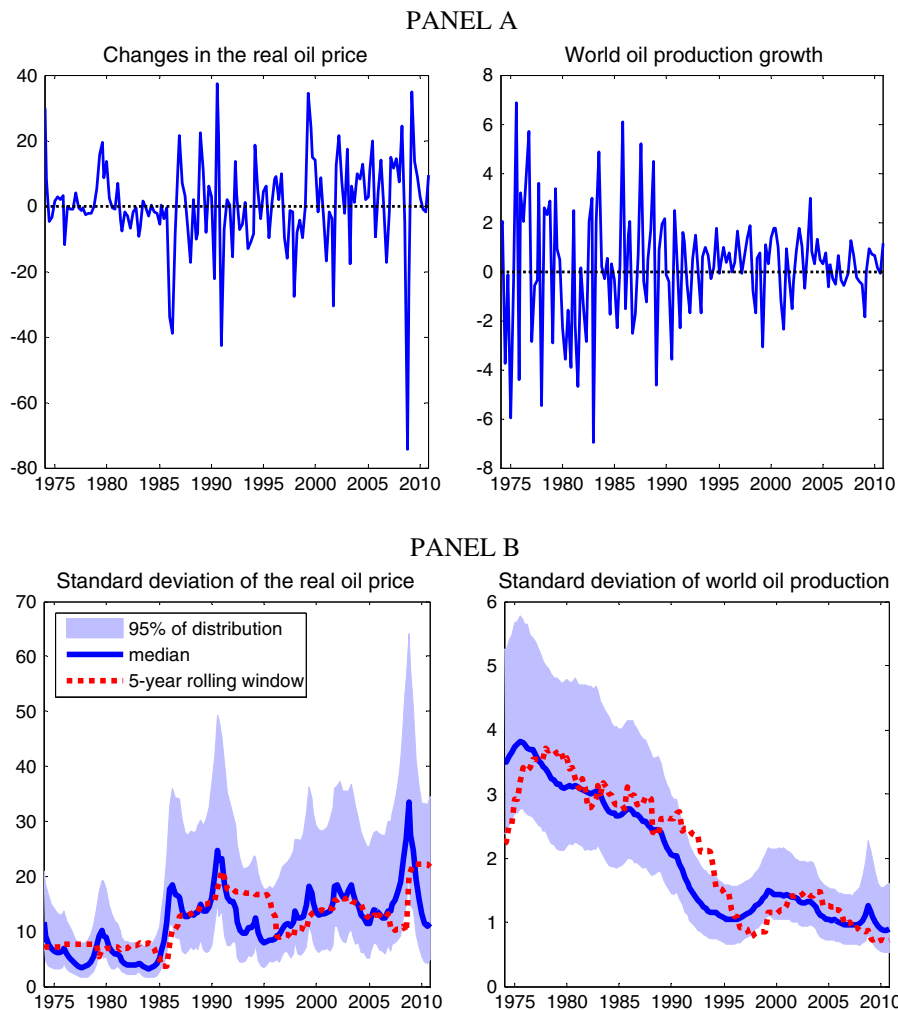 PANEL A
Changes in the real oil price
World oil production growth
40
20
0
-20
-40
-60
-80
1975 1980 1985 1990 1995 2000 2005 2010
8
6
4
2
0
-2
-4
-6
-8
1975 1980 1985 1990 1995 2000 2005 2010
PANEL B
Standard deviation of the real oil price
Standard deviation of world oil production
70
60
50
40
30
20
10
0
95% of distribution
median
5-year rolling window
1975 1980 1985 1990 1995 2000 2005 2010
6
5
4
3
2
1
0
1975 1980 1985 1990 1995 2000 2005 2010